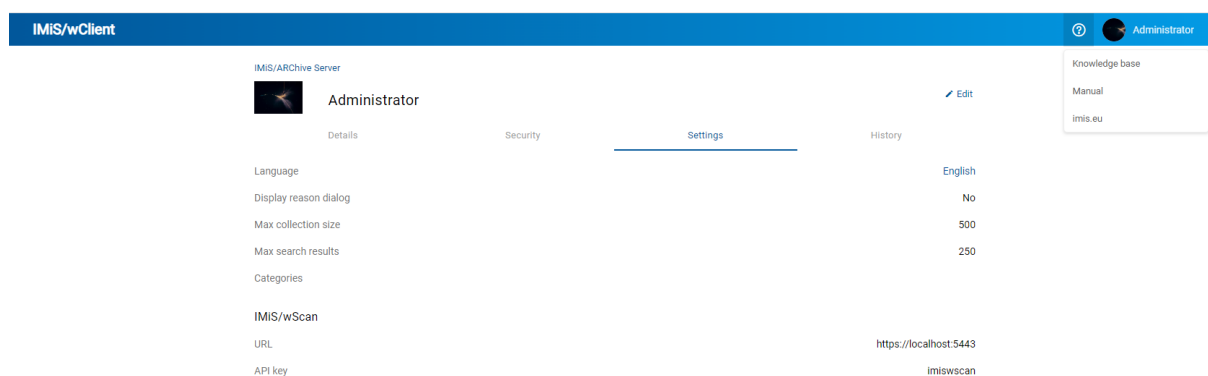 IMiS/wClient
Administrator
Knowledge base
Manual
imis.eu
IMiS/ARChive Server
Administrator
Edit
Details Security Settings History
Language English
Display reason dialog No
Max collection size 500
Max search results 250
Categories
IMiS/wScan
URL https://localhost:5443
API key imiswscan